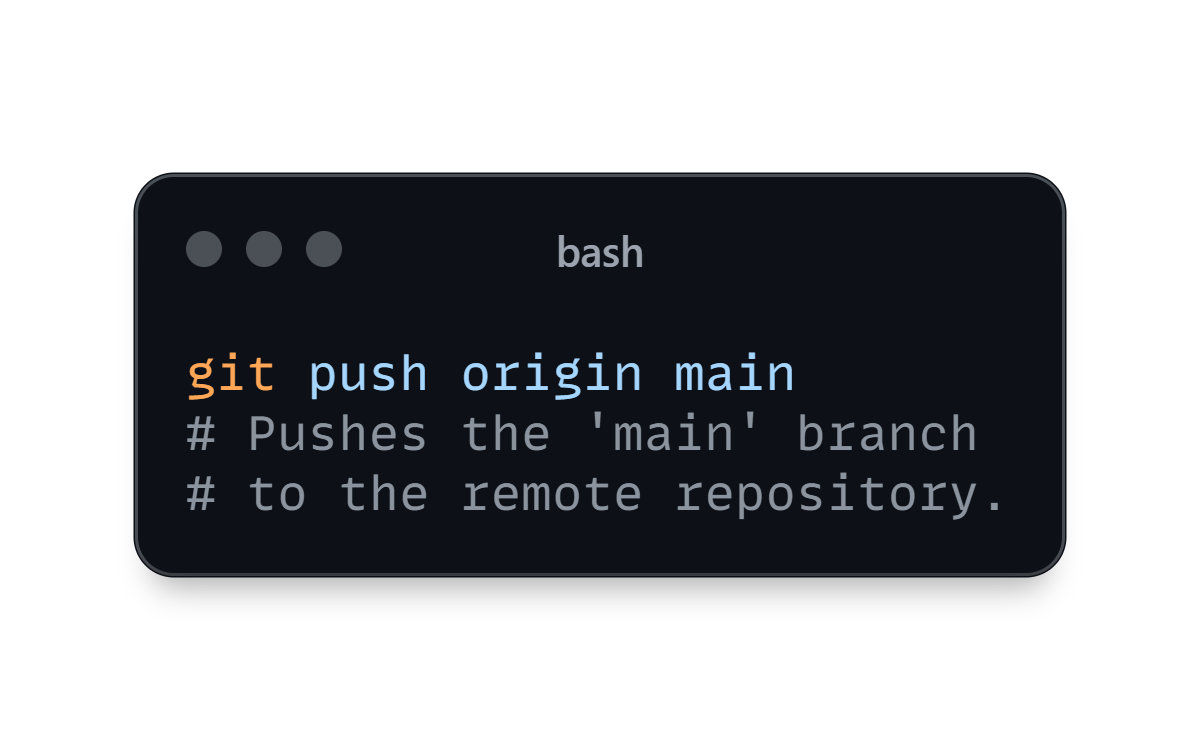 bash
git push origin main
# Pushes the 'main' branch
# to the remote repository.